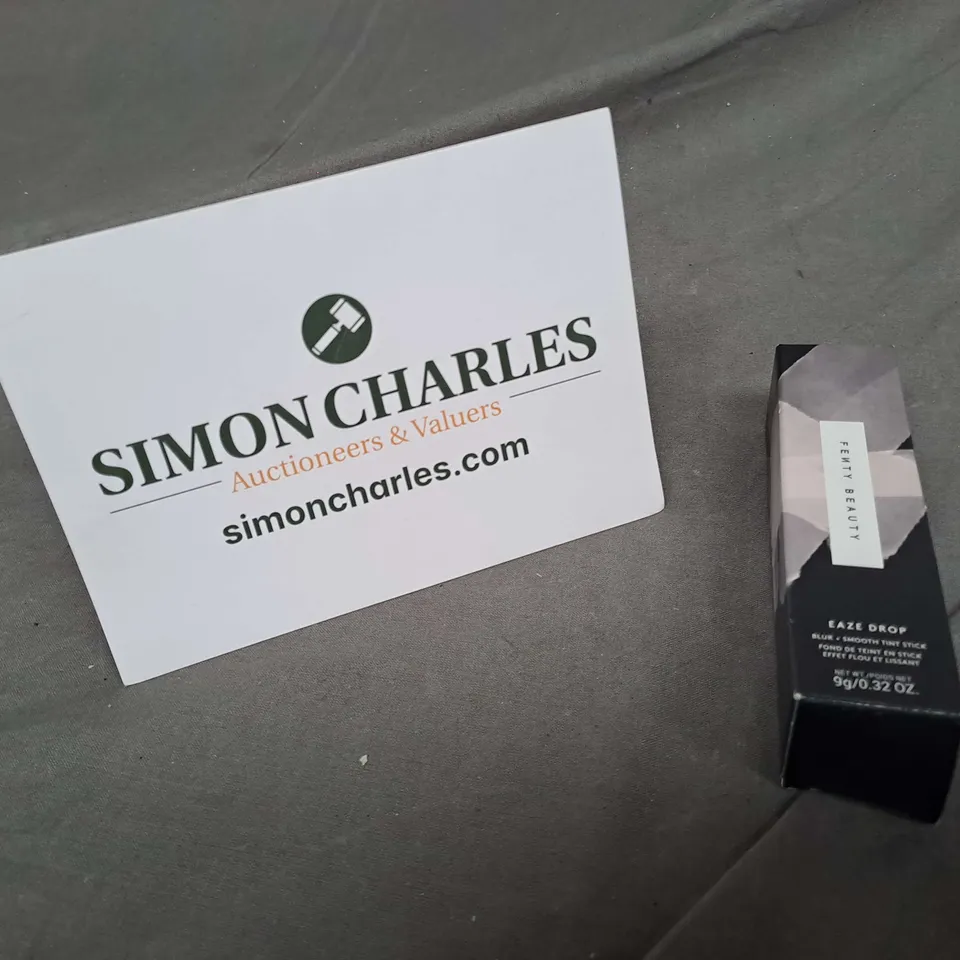 SIMON CHARLES
Auctioneers & Valuers
simoncharles.com
FEИTY BEAUTY
EAZE DROP
BLUR + SMOOTH TINT STICK
FOND DE TEINT EN STICK
EFFET FLOU ET LISSANT
NET WT./POIDS NET
9g/0.32 OZ.